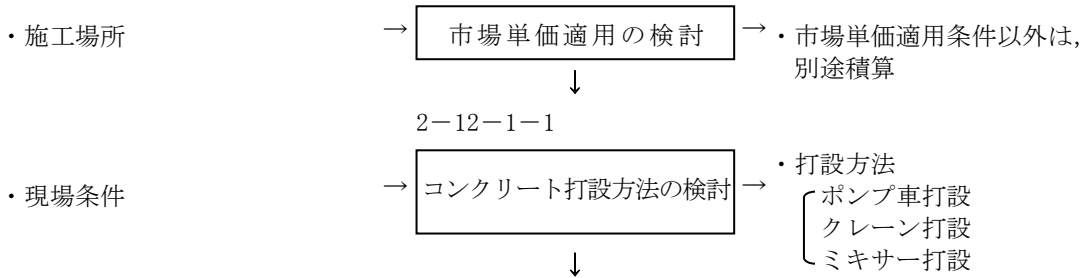 ・施工場所 → 市場単価適用の検討 → ・市場単価適用条件以外は,
別途積算
↓
2－12－1－1
・現場条件 → コンクリート打設方法の検討 → ・打設方法
ポンプ車打設
クレーン打設
ミキサー打設
↓